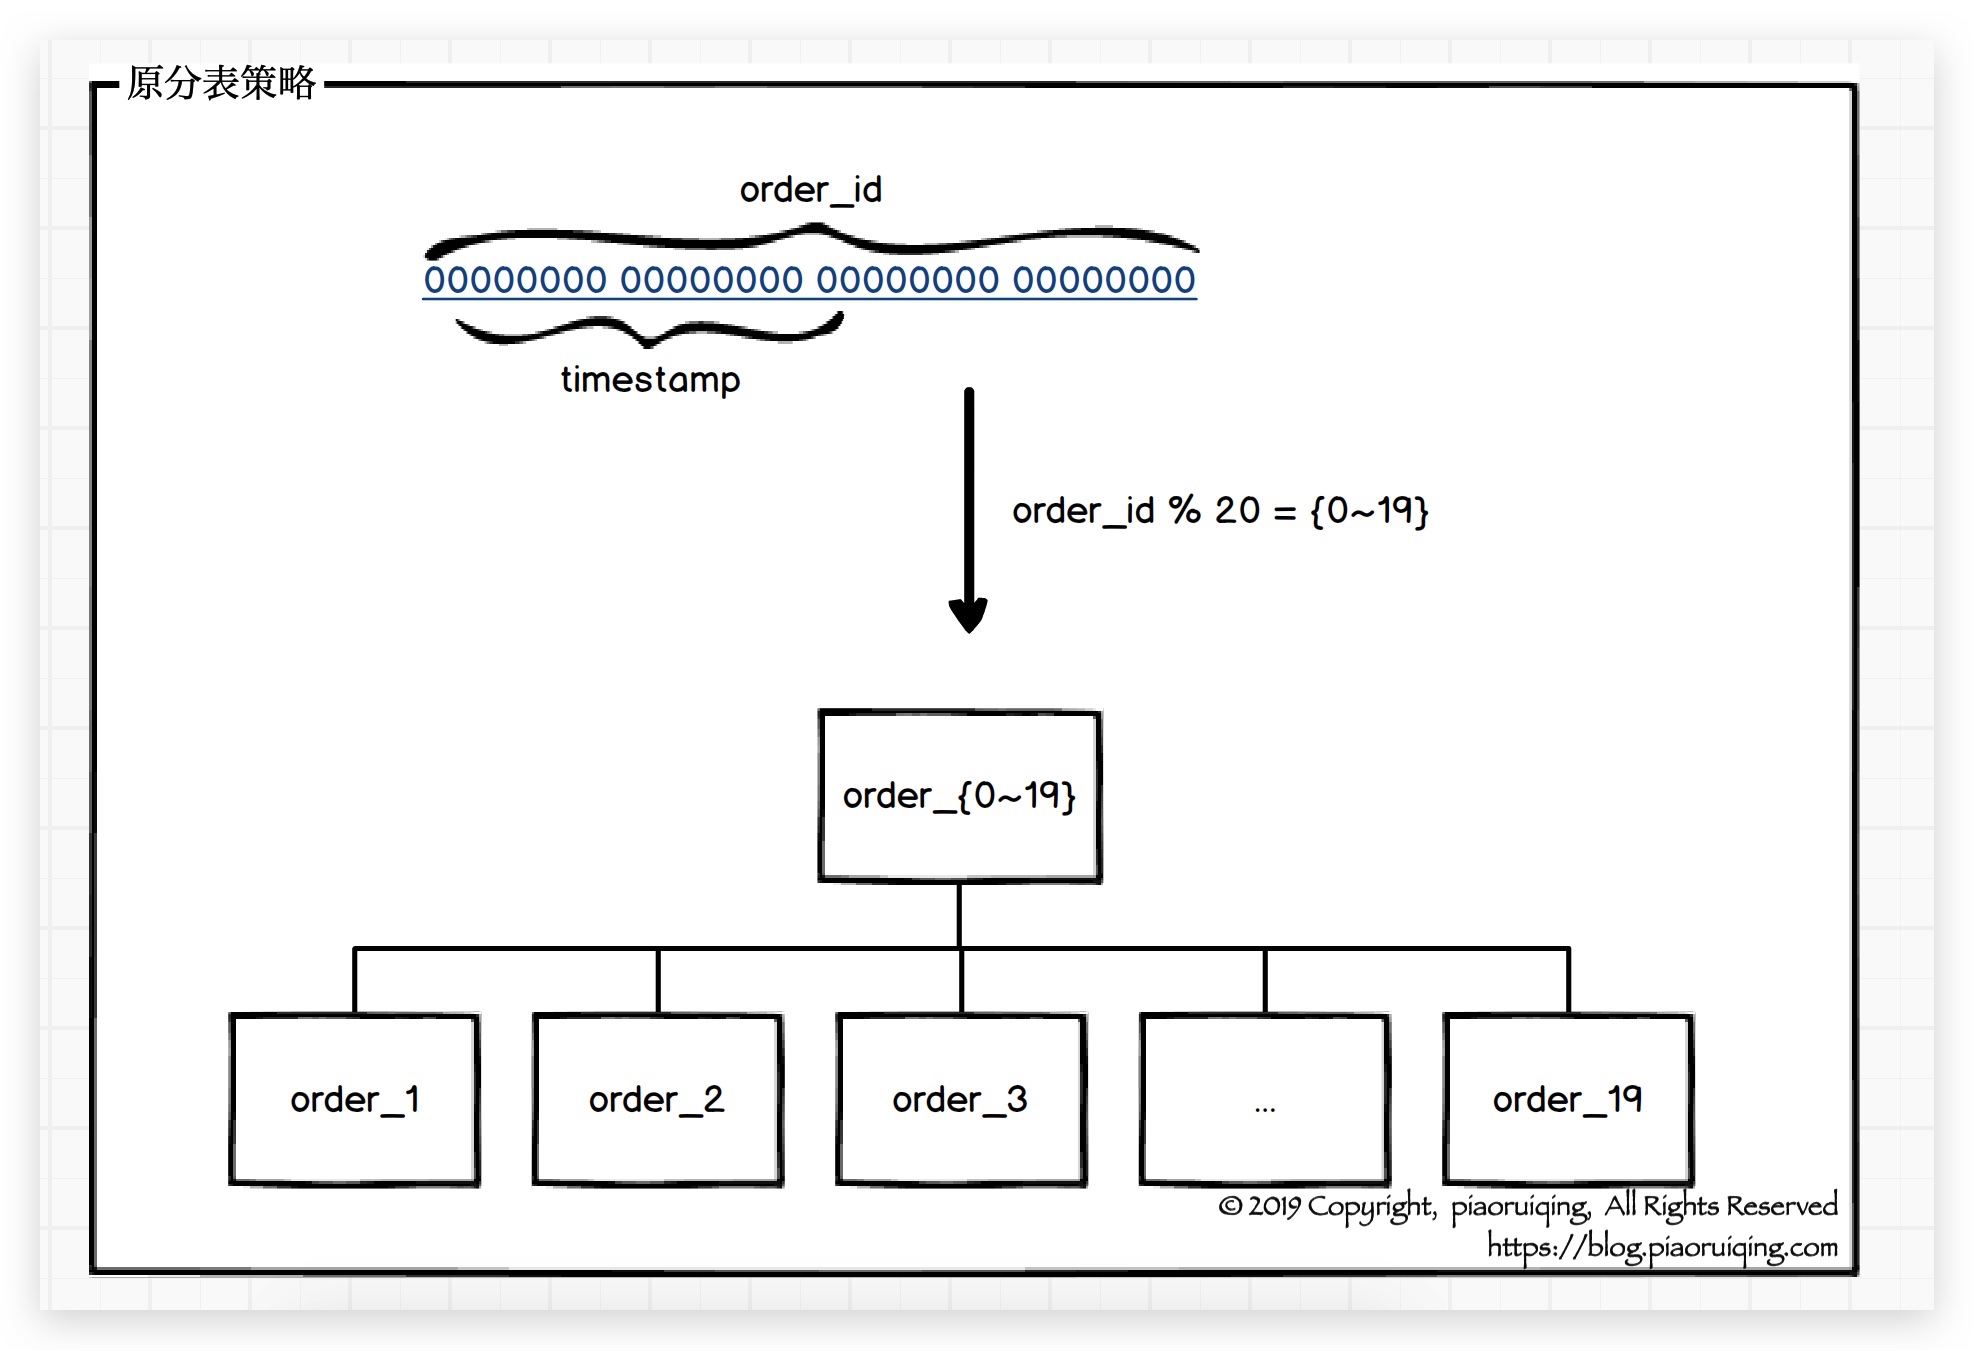 原分表策略
order_id
00000000 00000000 00000000 00000000
timestamp
order_id % 20 = {0~19}
order_{0~19}
order_1
order_2
order_3
...
order_19
© 2019 Copyright, piaoruiqing, All Rights Reserved
https://blog.piaoruiqing.com